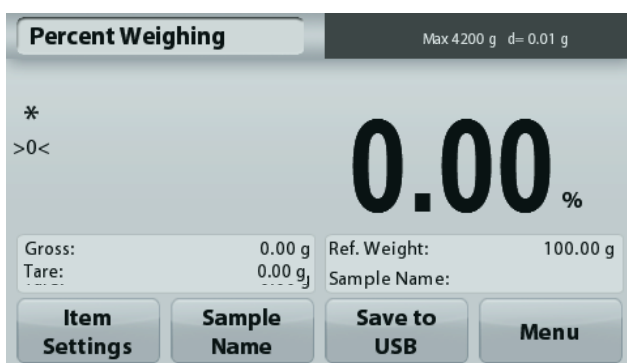 Percent Weighing
Max 4200 g d= 0.01 g
*
>0<
0.00 %
Gross: 0.00 g
Tare: 0.00 g
Ref. Weight: 100.00 g
Sample Name:
Item Settings
Sample Name
Save to USB
Menu